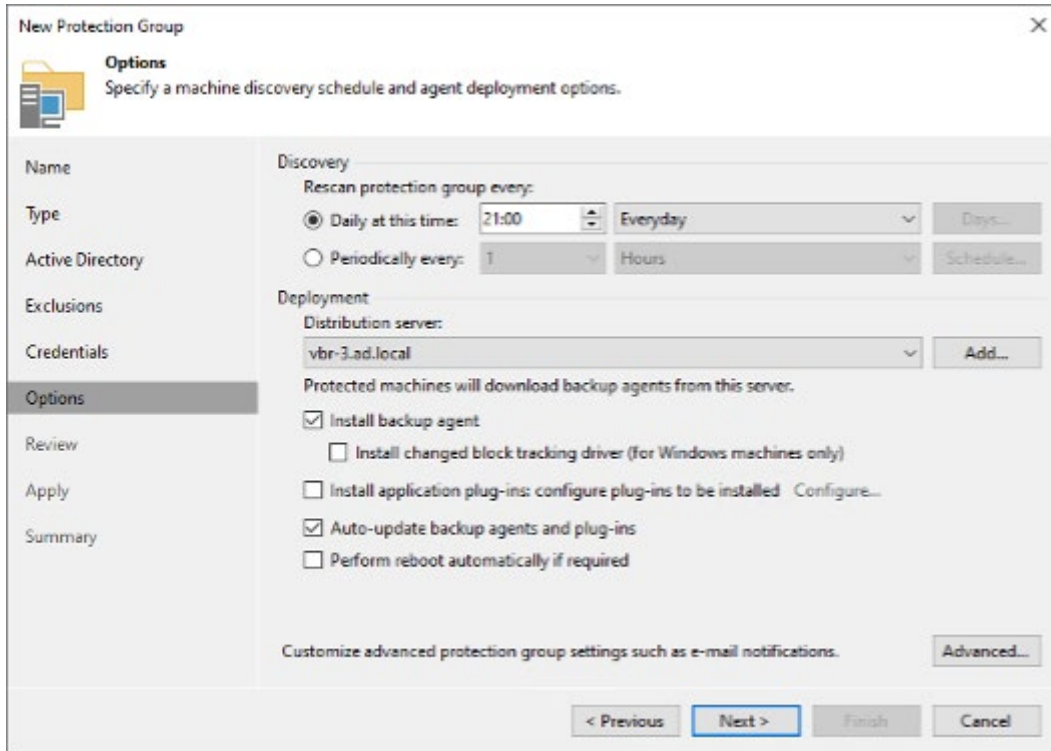 New Protection Group
Options
Specify a machine discovery schedule and agent deployment options.
Name
Type
Active Directory
Exclusions
Credentials
Options
Review
Apply
Summary
Discovery
Rescan protection group every:
Daily at this time: 21:00 Everyday Days...
Periodically every: 1 Hours Schedule...
Deployment
Distribution server:
vbr-3.ad.local Add...
Protected machines will download backup agents from this server.
Install backup agent
Install changed block tracking driver (for Windows machines only)
Install application plug-ins: configure plug-ins to be installed Configure...
Auto-update backup agents and plug-ins
Perform reboot automatically if required
Customize advanced protection group settings such as e-mail notifications. Advanced...
< Previous Next > Finish Cancel